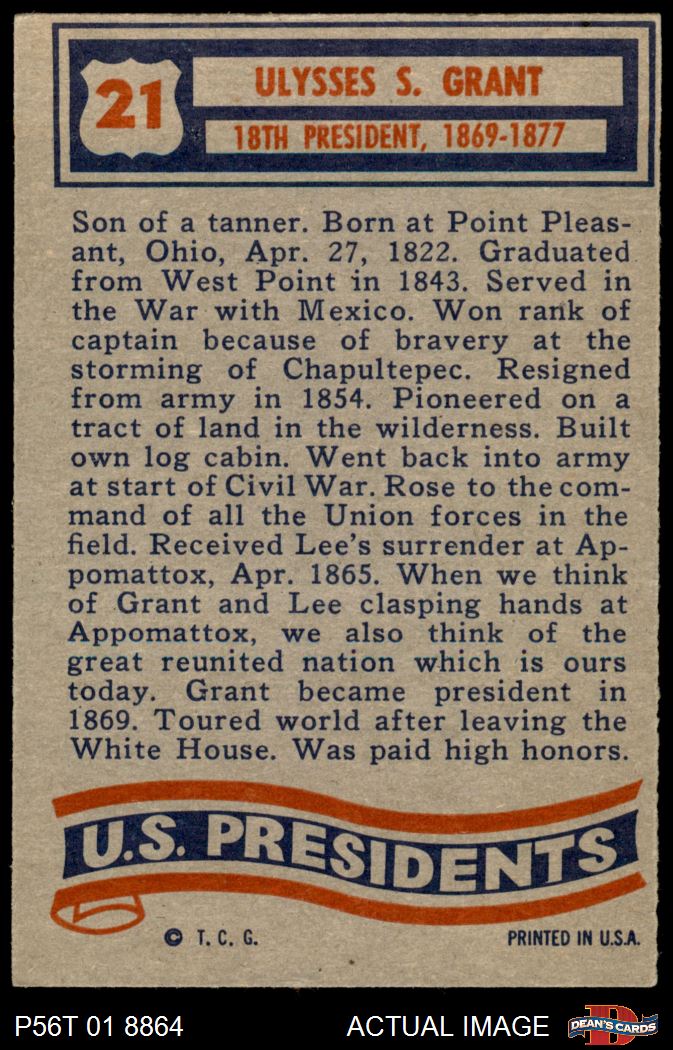 21
ULYSSES S. GRANT
18TH PRESIDENT, 1869-1877
Son of a tanner. Born at Point Pleas-
ant, Ohio, Apr. 27, 1822. Graduated
from West Point in 1843. Served in
the War with Mexico. Won rank of
captain because of bravery at the
storming of Chapultepec. Resigned
from army in 1854. Pioneered on a
tract of land in the wilderness. Built
own log cabin. Went back into army
at start of Civil War. Rose to the com-
mand of all the Union forces in the
field. Received Lee's surrender at Ap-
pomattox, Apr. 1865. When we think
of Grant and Lee clasping hands at
Appomattox, we also think of the
great reunited nation which is ours
today. Grant became president in
1869. Toured world after leaving the
White House. Was paid high honors.
U.S. PRESIDENTS
© T. C. G.
PRINTED IN U.S.A.
P56T 01 8864
ACTUAL IMAGE
D
DEAN'S CARDS